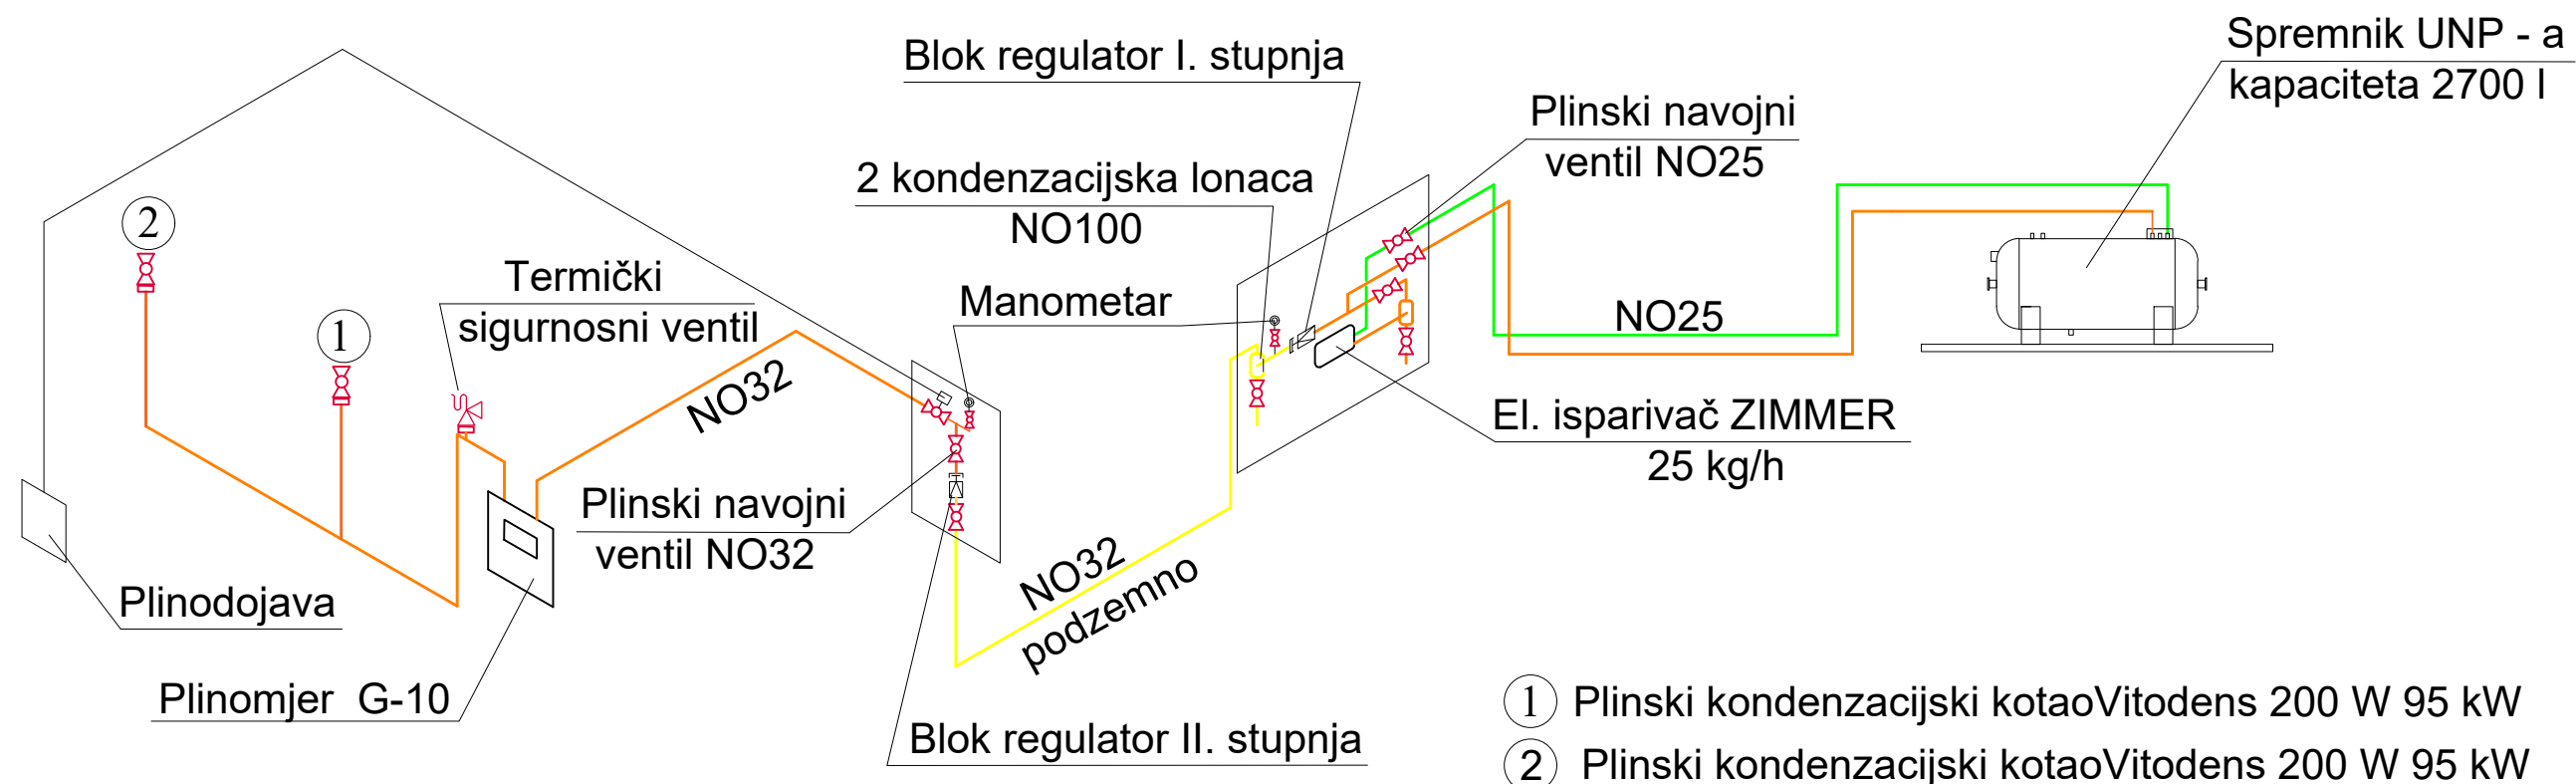 Spremnik UNP - a
kapaciteta 2700 l
Blok regulator I. stupnja
Plinski navojni
ventil NO25
2 kondenzacijska lonaca
NO100
2
Termički
sigurnosni ventil
Manometar
NO25
1
NO32
El. isparivač ZIMMER
25 kg/h
Plinski navojni
ventil NO32
NO32
podzemno
Plinodojava
Plinomjer G-10
Blok regulator II. stupnja
1 Plinski kondenzacijski kotaoVitodens 200 W 95 kW
2 Plinski kondenzacijski kotaoVitodens 200 W 95 kW